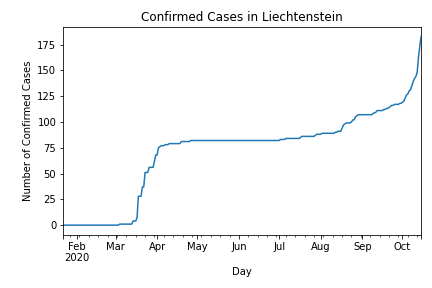 Confirmed Cases in Liechtenstein
Number of Confirmed Cases
175
150
125
100
75
50
25
0
Feb Mar Apr May Jun Jul Aug Sep Oct
2020
Day